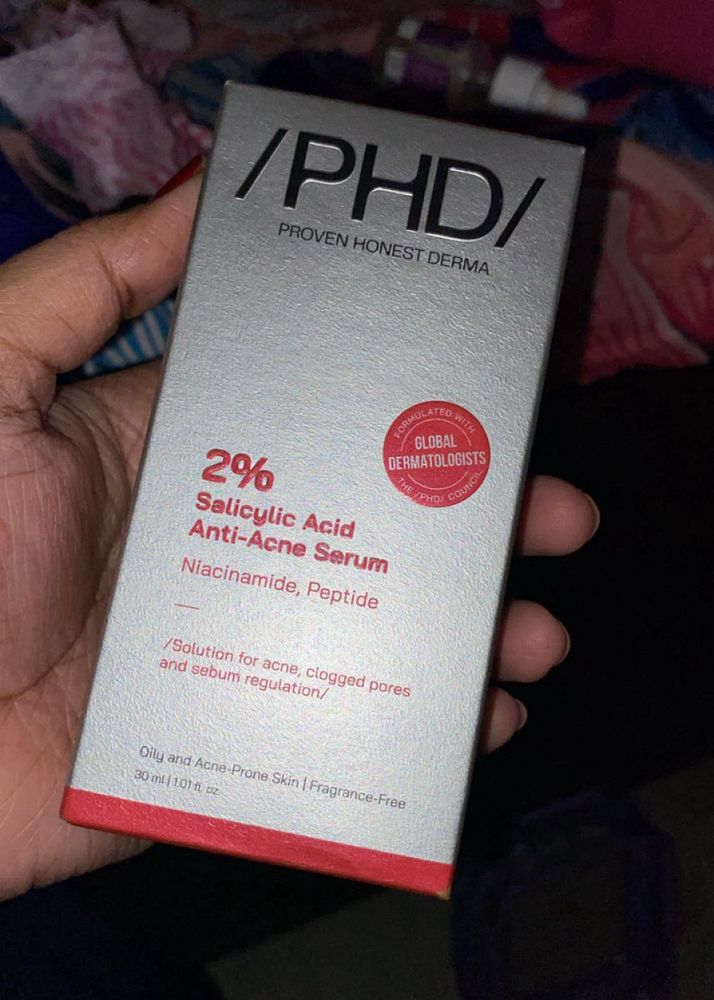 /PHD/
PROVEN HONEST DERMA
FORMULATED WITH
GLOBAL
DERMATOLOGISTS
THE /PHD/ COUNCIL
2%
Salicylic Acid
Anti-Acne Serum
Niacinamide, Peptide
/Solution for acne, clogged pores
and sebum regulation/
Oily and Acne-Prone Skin | Fragrance-Free
30 ml | 1.01 fl. oz.